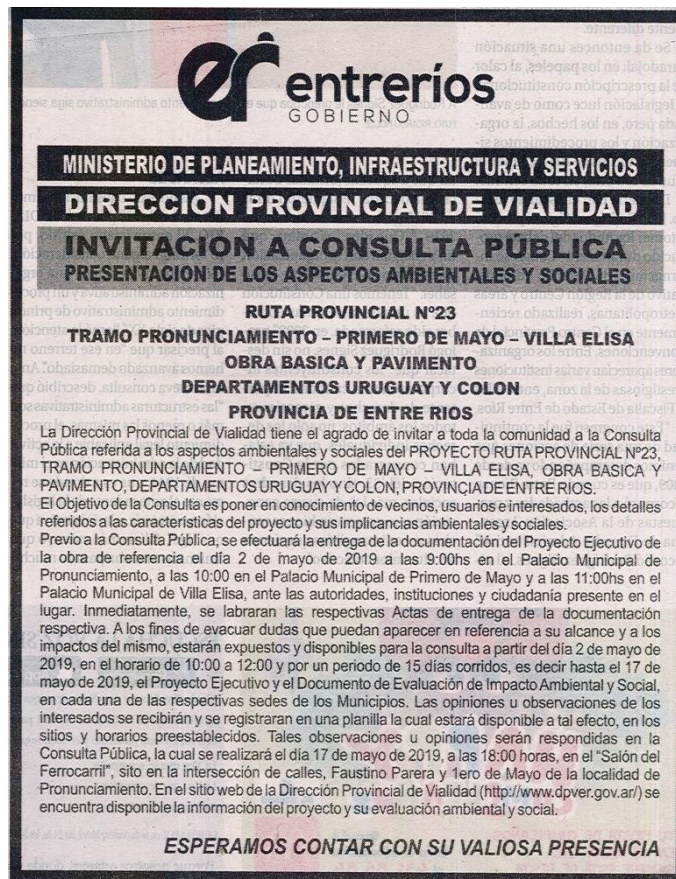 entreríos
GOBIERNO
MINISTERIO DE PLANEAMIENTO, INFRAESTRUCTURA Y SERVICIOS
DIRECCION PROVINCIAL DE VIALIDAD
INVITACION A CONSULTA PÚBLICA
PRESENTACION DE LOS ASPECTOS AMBIENTALES Y SOCIALES
RUTA PROVINCIAL Nº23
TRAMO PRONUNCIAMIENTO – PRIMERO DE MAYO – VILLA ELISA
OBRA BASICA Y PAVIMENTO
DEPARTAMENTOS URUGUAY Y COLON
PROVINCIA DE ENTRE RIOS
La Dirección Provincial de Vialidad tiene el agrado de invitar a toda la comunidad a la Consulta
Pública referida a los aspectos ambientales y sociales del PROYECTO RUTA PROVINCIAL Nº23,
TRAMO PRONUNCIAMIENTO – PRIMERO DE MAYO – VILLA ELISA, OBRA BASICA Y
PAVIMENTO, DEPARTAMENTOS URUGUAY Y COLON, PROVINCIA DE ENTRE RÍOS.
El Objetivo de la Consulta es poner en conocimiento de vecinos, usuarios e interesados, los detalles
referidos a las características del proyecto y sus implicancias ambientales y sociales.
Previo a la Consulta Pública, se efectuará la entrega de la documentación del Proyecto Ejecutivo de
la obra de referencia el día 2 de mayo de 2019 a las 9:00hs en el Palacio Municipal de
Pronunciamiento, a las 10:00 en el Palacio Municipal de Primero de Mayo y a las 11:00hs en el
Palacio Municipal de Villa Elisa, ante las autoridades, instituciones y ciudadanía presente en el
lugar. Inmediatamente, se labraran las respectivas Actas de entrega de la documentación
respectiva. A los fines de evacuar dudas que puedan aparecer en referencia a su alcance y a los
impactos del mismo, estarán expuestos y disponibles para la consulta a partir del día 2 de mayo de
2019, en el horario de 10:00 a 12:00 y por un periodo de 15 días corridos, es decir hasta el 17 de
mayo de 2019, el Proyecto Ejecutivo y el Documento de Evaluación de Impacto Ambiental y Social,
en cada una de las respectivas sedes de los Municipios. Las opiniones u observaciones de los
interesados se recibirán y se registraran en una planilla la cual estará disponible a tal efecto, en los
sitios y horarios preestablecidos. Tales observaciones u opiniones serán respondidas en la
Consulta Pública, la cual se realizará el día 17 de mayo de 2019, a las 18:00 horas, en el "Salón del
Ferrocarril", sito en la intersección de calles, Faustino Parera y 1ero de Mayo de la localidad de
Pronunciamiento. En el sitio web de la Dirección Provincial de Vialidad (http://www.dpver.gov.ar/) se
encuentra disponible la información del proyecto y su evaluación ambiental y social.
ESPERAMOS CONTAR CON SU VALIOSA PRESENCIA